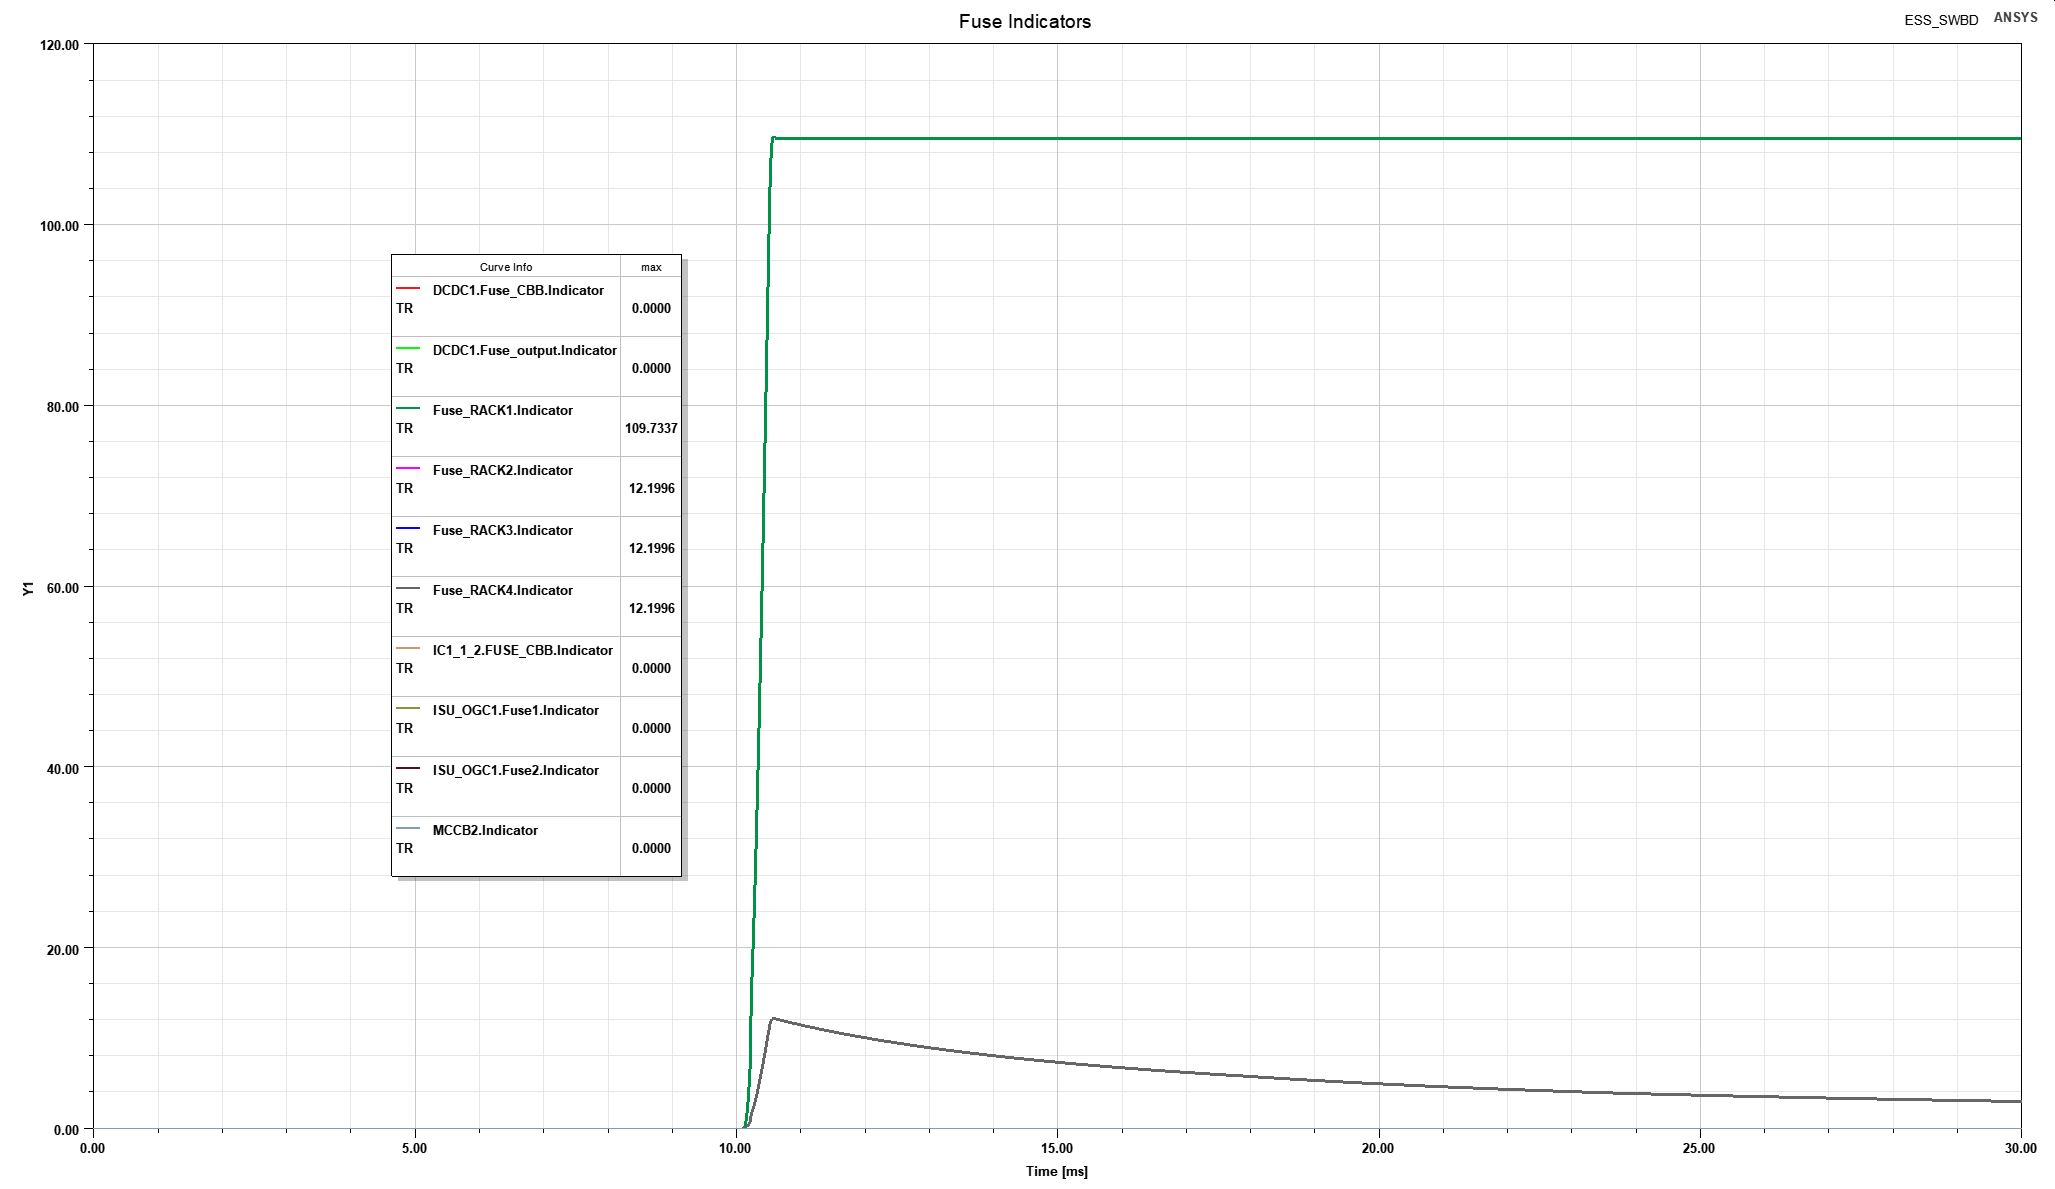 Fuse Indicators
ESS_SWBD ANSYS
120.00
100.00
80.00
60.00
40.00
20.00
0.00
Y1
Curve Info max
DCDC1.Fuse_CBB.Indicator
TR 0.0000
DCDC1.Fuse_output.Indicator
TR 0.0000
Fuse_RACK1.Indicator
TR 109.7337
Fuse_RACK2.Indicator
TR 12.1996
Fuse_RACK3.Indicator
TR 12.1996
Fuse_RACK4.Indicator
TR 12.1996
IC1_1_2.FUSE_CBB.Indicator
TR 0.0000
ISU_OGC1.Fuse1.Indicator
TR 0.0000
ISU_OGC1.Fuse2.Indicator
TR 0.0000
MCCB2.Indicator
TR 0.0000
0.00 5.00 10.00 15.00 20.00 25.00 30.00
Time [ms]